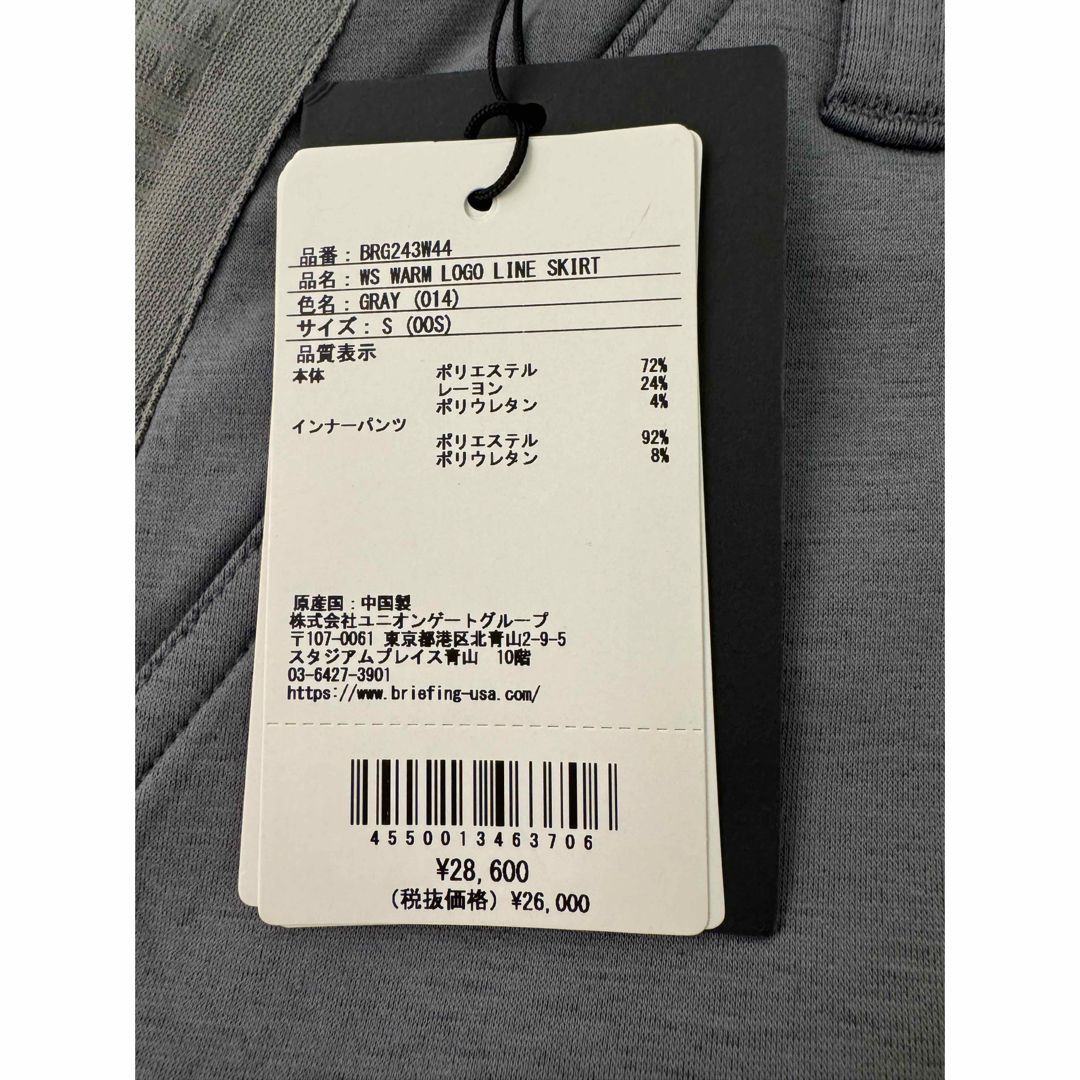 品番：BRG243W44
品名：WS WARM LOGO LINE SKIRT
色名：GRAY (014)
サイズ：S (00S)
品質表示
本体 ポリエステル 72%
レーヨン 24%
ポリウレタン 4%
インナーパンツ
ポリエステル 92%
ポリウレタン 8%
原産国：中国製
株式会社ユニオンゲートグループ
〒107-0061 東京都港区北青山2-9-5
スタジアムプレイス青山 10階
03-6427-3901
https://www.briefing-usa.com/
4550013463706
¥28,600
(税抜価格) ¥26,000